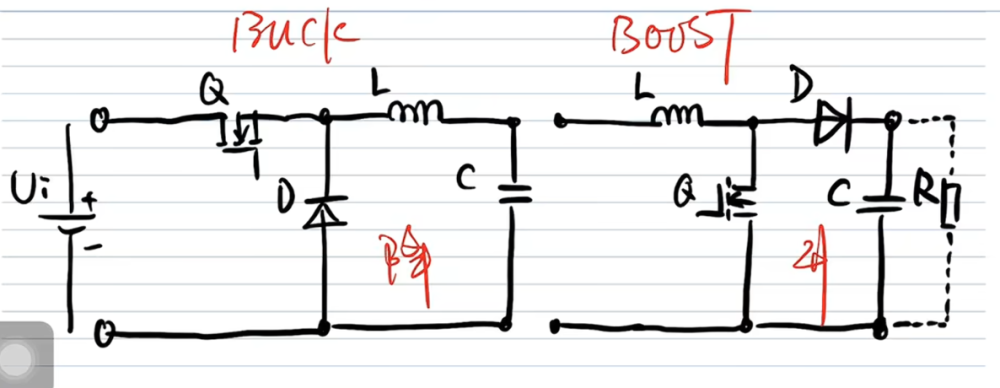 BUCK BOOST
Q L L D
Ui + D C Q C R
-
降 升